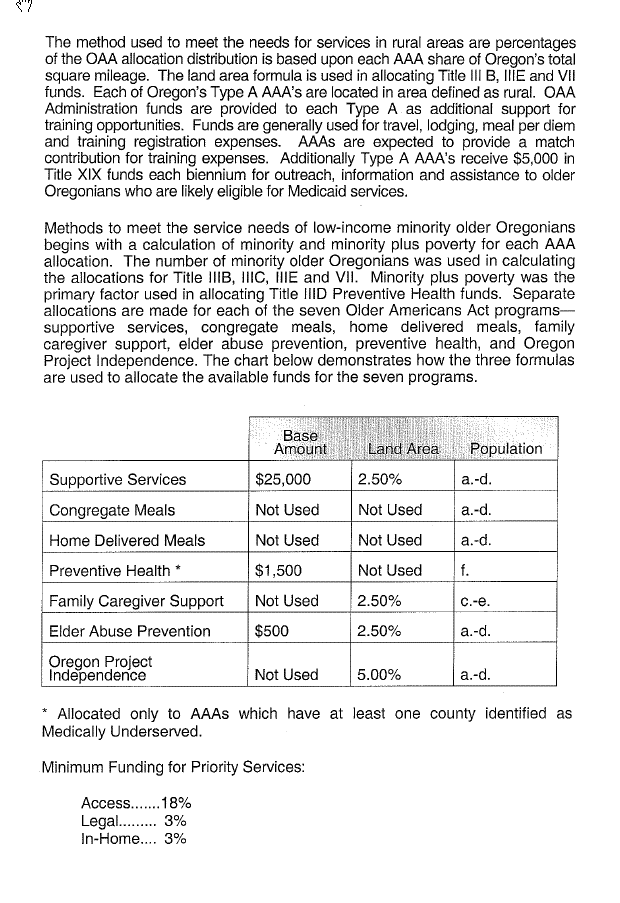 The method used to meet the needs for services in rural areas are percentages
of the OAA allocation distribution is based upon each AAA share of Oregon's total
square mileage. The land area formula is used in allocating Title III B, IIIE and VII
funds. Each of Oregon's Type A AAA's are located in area defined as rural. OAA
Administration funds are provided to each Type A as additional support for
training opportunities. Funds are generally used for travel, lodging, meal per diem
and training registration expenses. AAAs are expected to provide a match
contribution for training expenses. Additionally Type A AAA's receive $5,000 in
Title XIX funds each biennium for outreach, information and assistance to older
Oregonians who are likely eligible for Medicaid services.
Methods to meet the service needs of low-income minority older Oregonians
begins with a calculation of minority and minority plus poverty for each AAA
allocation. The number of minority older Oregonians was used in calculating
the allocations for Title IIIB, IIIC, IIIE and VII. Minority plus poverty was the
primary factor used in allocating Title IIID Preventive Health funds. Separate
allocations are made for each of the seven Older Americans Act programs—
supportive services, congregate meals, home delivered meals, family
caregiver support, elder abuse prevention, preventive health, and Oregon
Project Independence. The chart below demonstrates how the three formulas
are used to allocate the available funds for the seven programs.
Base
Amount Land Area Population
Supportive Services $25,000 2.50% a.-d.
Congregate Meals Not Used Not Used a.-d.
Home Delivered Meals Not Used Not Used a.-d.
Preventive Health * $1,500 Not Used f.
Family Caregiver Support Not Used 2.50% c.-e.
Elder Abuse Prevention $500 2.50% a.-d.
Oregon Project
Independence Not Used 5.00% a.-d.
* Allocated only to AAAs which have at least one county identified as
Medically Underserved.
Minimum Funding for Priority Services:
Access.......18%
Legal......... 3%
In-Home.... 3%